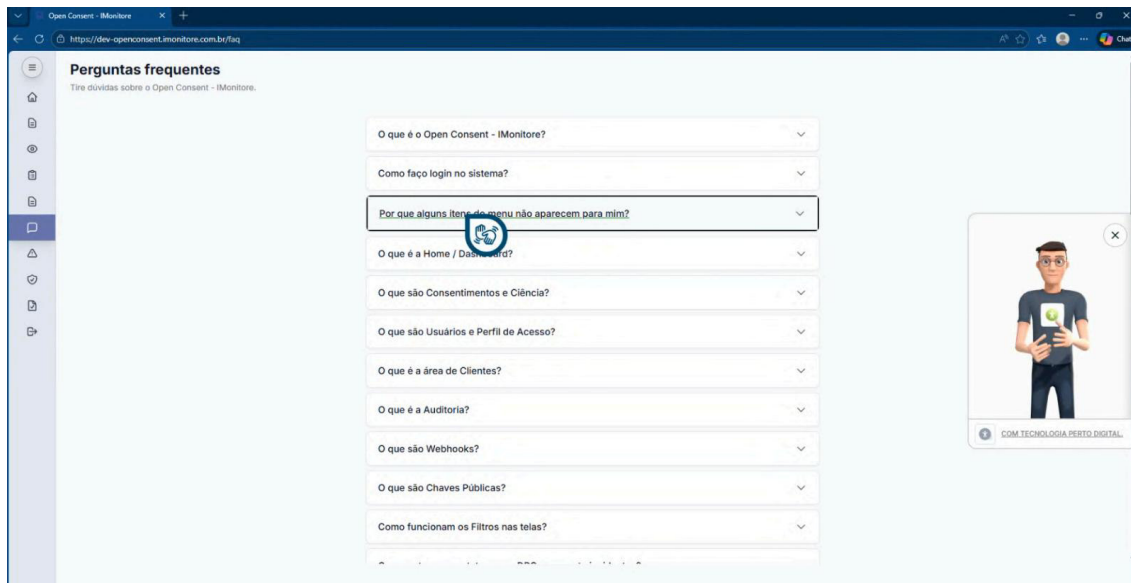 Open Consent - IMonitore
https://dev-openconsent.imonitore.com.br/faq
Chat
Perguntas frequentes
Tire dúvidas sobre o Open Consent - IMonitore.
O que é o Open Consent - IMonitore?
Como faço login no sistema?
Por que alguns itens do menu não aparecem para mim?
O que é a Home / Dashboard?
O que são Consentimentos e Ciência?
O que são Usuários e Perfil de Acesso?
O que é a área de Clientes?
O que é a Auditoria?
O que são Webhooks?
O que são Chaves Públicas?
Como funcionam os Filtros nas telas?
COM TECNOLOGIA PERTO DIGITAL.